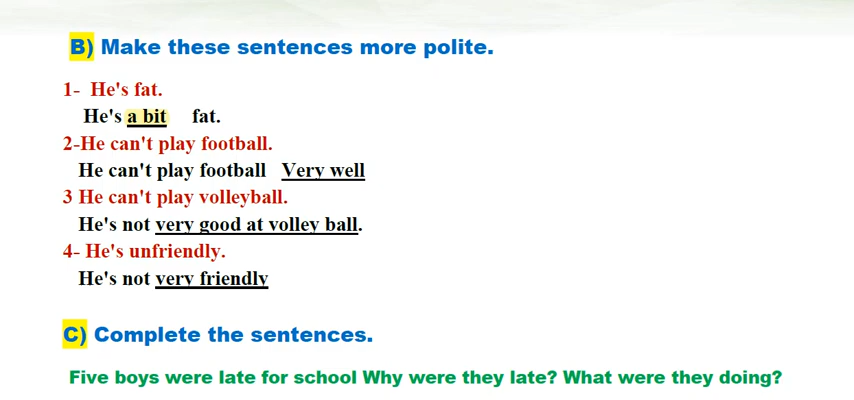 B) Make these sentences more polite.
1- He's fat.
He's a bit fat.
2-He can't play football.
He can't play football Very well
3 He can't play volleyball.
He's not very good at volley ball.
4- He's unfriendly.
He's not very friendly
C) Complete the sentences.
Five boys were late for school Why were they late? What were they doing?